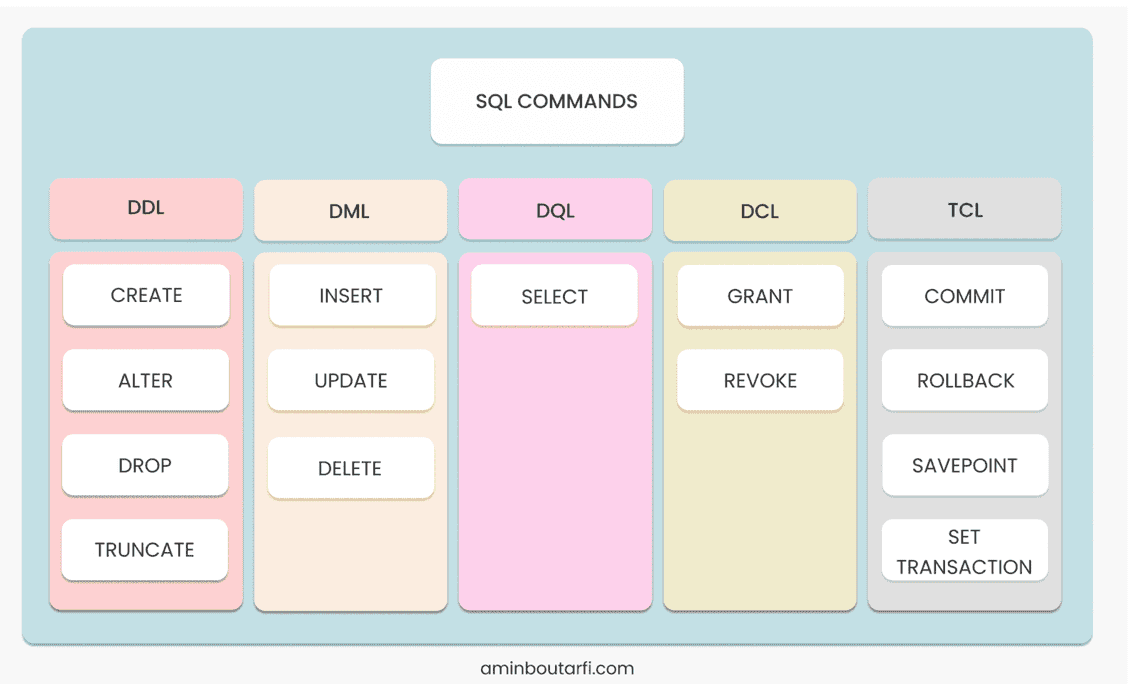 SQL COMMANDS
DDL
DML
DQL
DCL
TCL
CREATE
INSERT
SELECT
GRANT
COMMIT
ALTER
UPDATE
REVOKE
ROLLBACK
DROP
DELETE
SAVEPOINT
TRUNCATE
SET
TRANSACTION
aminboutarfi.com